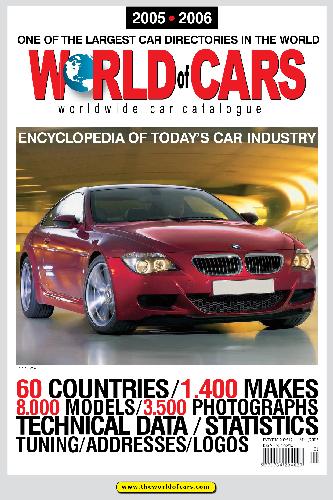 2005 • 2006
ONE OF THE LARGEST CAR DIRECTORIES IN THE WORLD
WORLD of CARS
worldwide car catalogue
ENCYCLOPEDIA OF TODAY'S CAR INDUSTRY
60 COUNTRIES/1.400 MAKES
8.000 MODELS/3.500 PHOTOGRAPHS
TECHNICAL DATA / STATISTICS
TUNING/ADDRESSES/LOGOS
www.theworldofcars.com